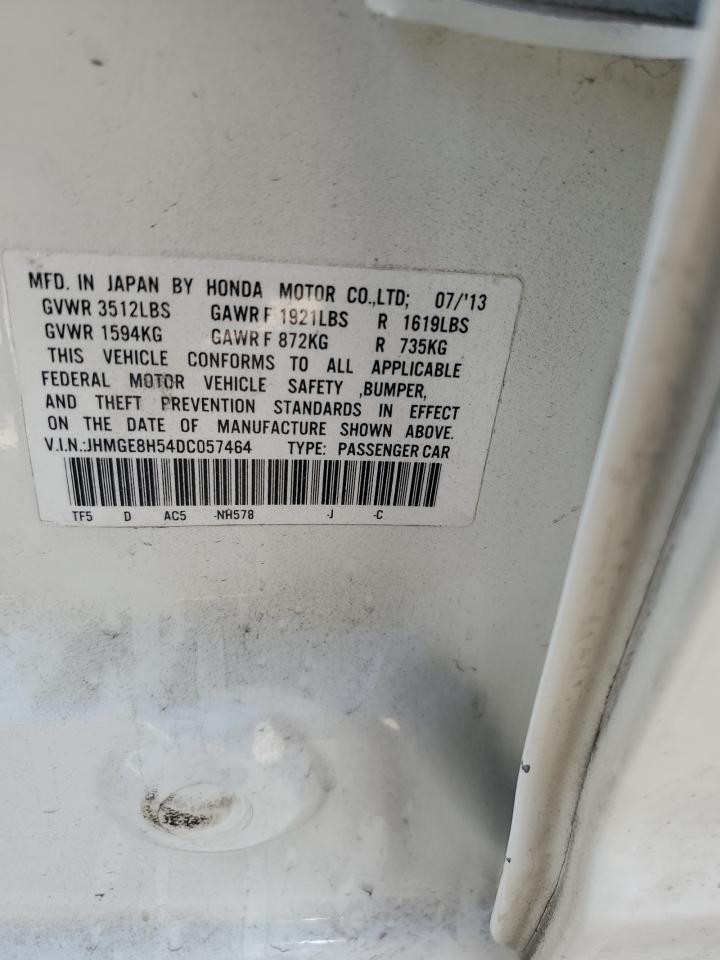 MFD. IN JAPAN BY HONDA MOTOR CO.,LTD; 07/'13
GVWR 3512LBS GAWR F 1921LBS R 1619LBS
GVWR 1594KG GAWR F 872KG R 735KG
THIS VEHICLE CONFORMS TO ALL APPLICABLE
FEDERAL MOTOR VEHICLE SAFETY ,BUMPER,
AND THEFT PREVENTION STANDARDS IN EFFECT
ON THE DATE OF MANUFACTURE SHOWN ABOVE.
V.I.N.:JHMGE8H54DC057464 TYPE: PASSENGER CAR
TF5 D AC5 -NH578 -J -C